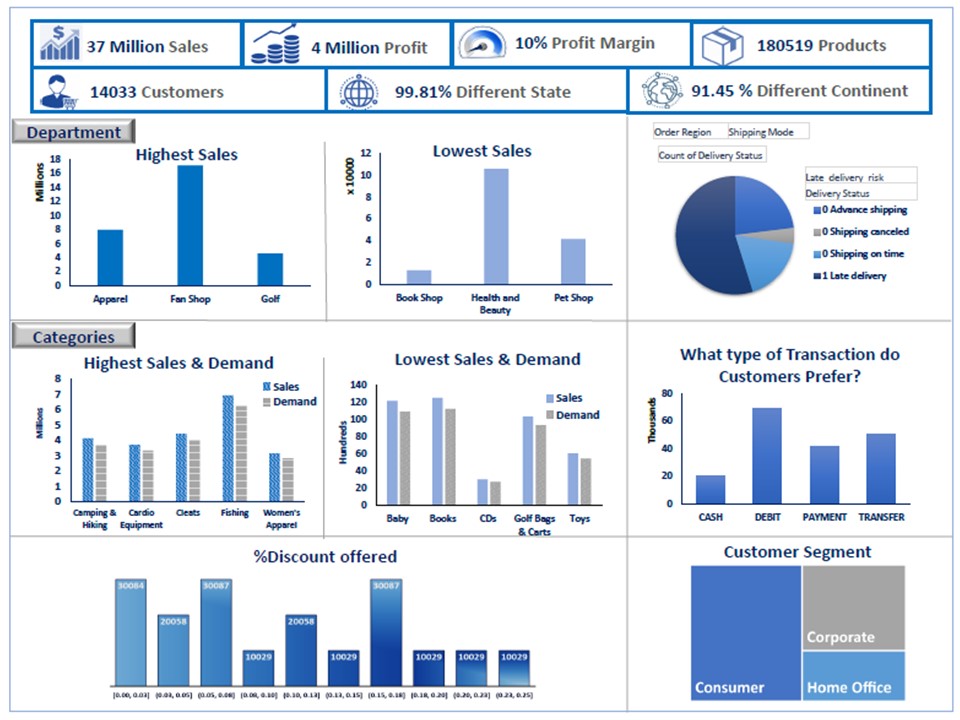 37 Million Sales
4 Million Profit
10% Profit Margin
180519 Products
14033 Customers
99.81% Different State
91.45 % Different Continent
Department
Highest Sales
Millions
18
16
14
12
10
8
6
4
2
0
Apparel
Fan Shop
Golf
Lowest Sales
x 10000
12
10
8
6
4
2
0
Book Shop
Health and
Beauty
Pet Shop
Order Region
Shipping Mode
Count of Delivery Status
Late_delivery_risk
Delivery Status
0 Advance shipping
0 Shipping canceled
0 Shipping on time
1 Late delivery
Categories
Highest Sales & Demand
Millions
8
7
6
5
4
3
2
1
0
Sales
Demand
Camping &
Hiking
Cardio
Equipment
Cleats
Fishing
Women's
Apparel
Lowest Sales & Demand
Hundreds
140
120
100
80
60
40
20
0
Sales
Demand
Baby
Books
CDs
Golf Bags
& Carts
Toys
What type of Transaction do
Customers Prefer?
Thousands
80
60
40
20
0
CASH
DEBIT
PAYMENT
TRANSFER
%Discount offered
30084
20058
30087
10029
20058
10029
30087
10029
10029
10029
[0.00, 0.03]
(0.03, 0.05]
(0.05, 0.08]
(0.08, 0.10]
(0.10, 0.13]
(0.13, 0.15]
(0.15, 0.18]
(0.18, 0.20]
(0.20, 0.23]
(0.23, 0.25]
Customer Segment
Consumer
Corporate
Home Office